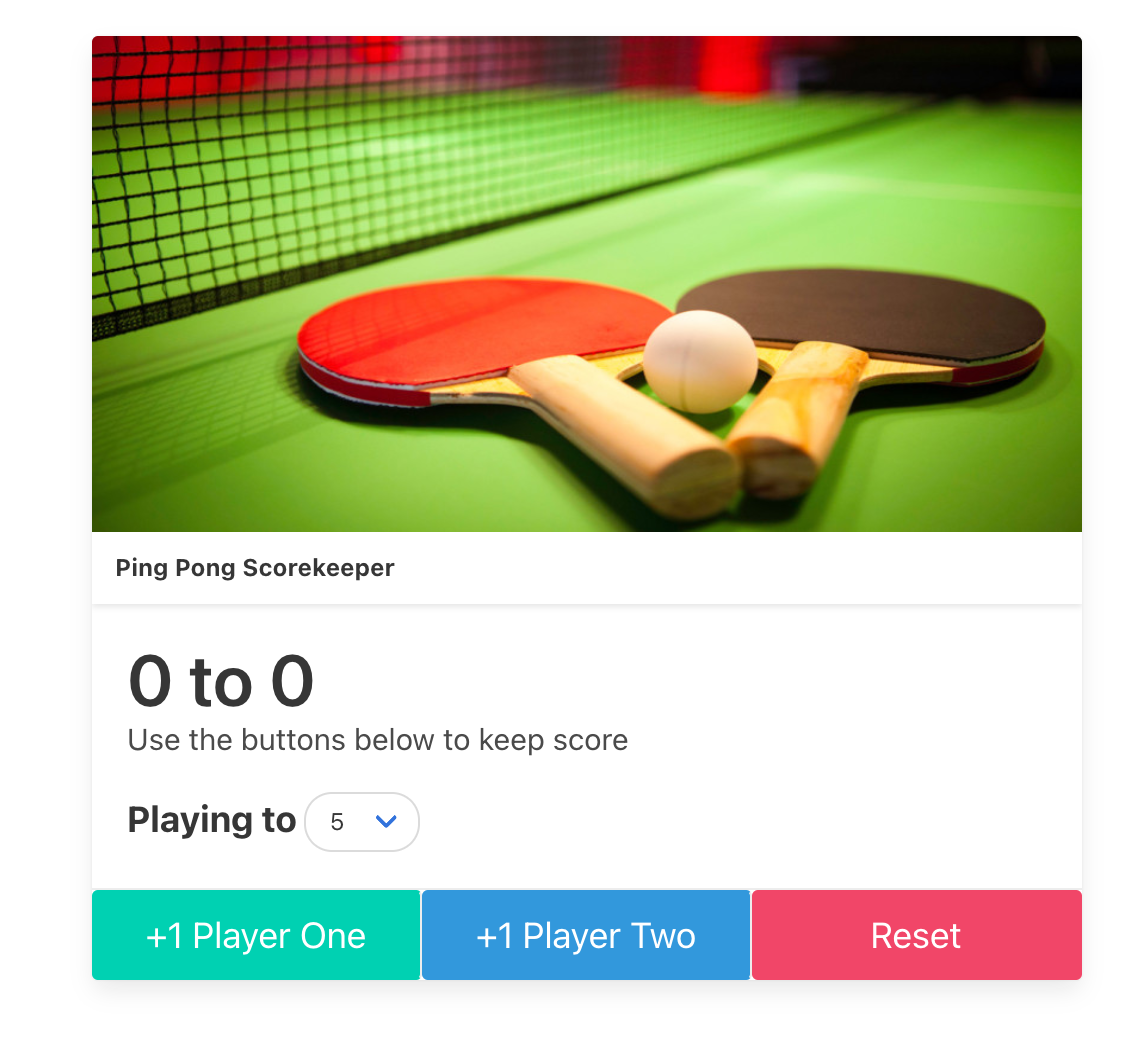 Ping Pong Scorekeeper
0 to 0
Use the buttons below to keep score
Playing to 5
+1 Player One +1 Player Two Reset